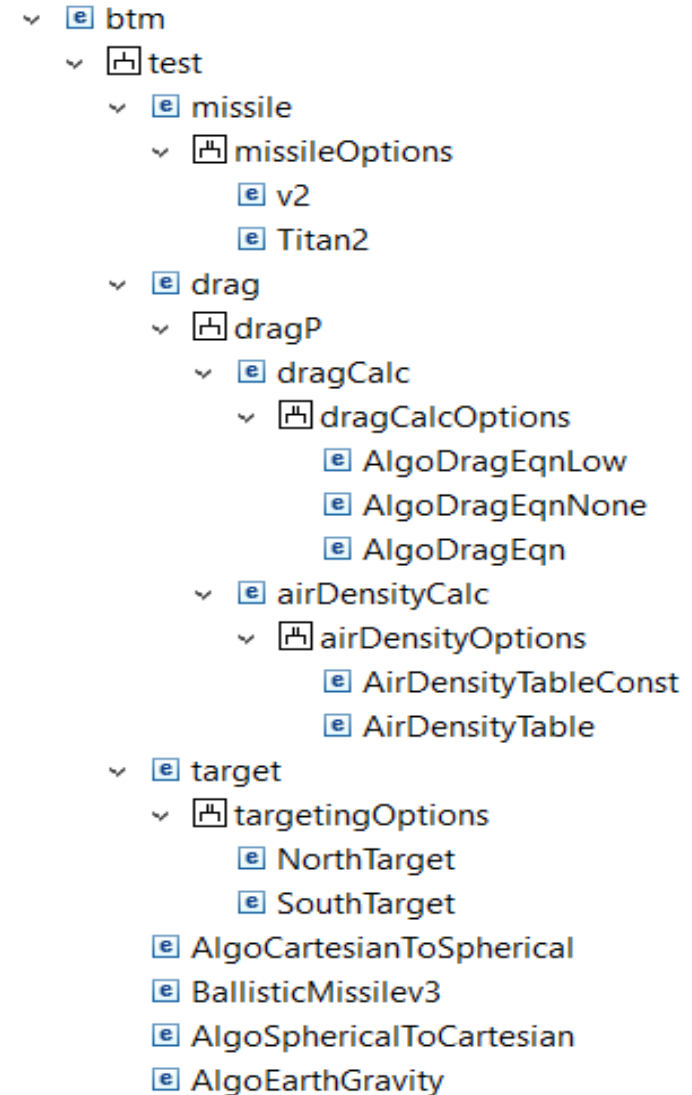 btm
test
missile
missileOptions
v2
Titan2
drag
dragP
dragCalc
dragCalcOptions
AlgoDragEqnLow
AlgoDragEqnNone
AlgoDragEqn
airDensityCalc
airDensityOptions
AirDensityTableConst
AirDensityTable
target
targetingOptions
NorthTarget
SouthTarget
AlgoCartesianToSpherical
BallisticMissilev3
AlgoSphericalToCartesian
AlgoEarthGravity